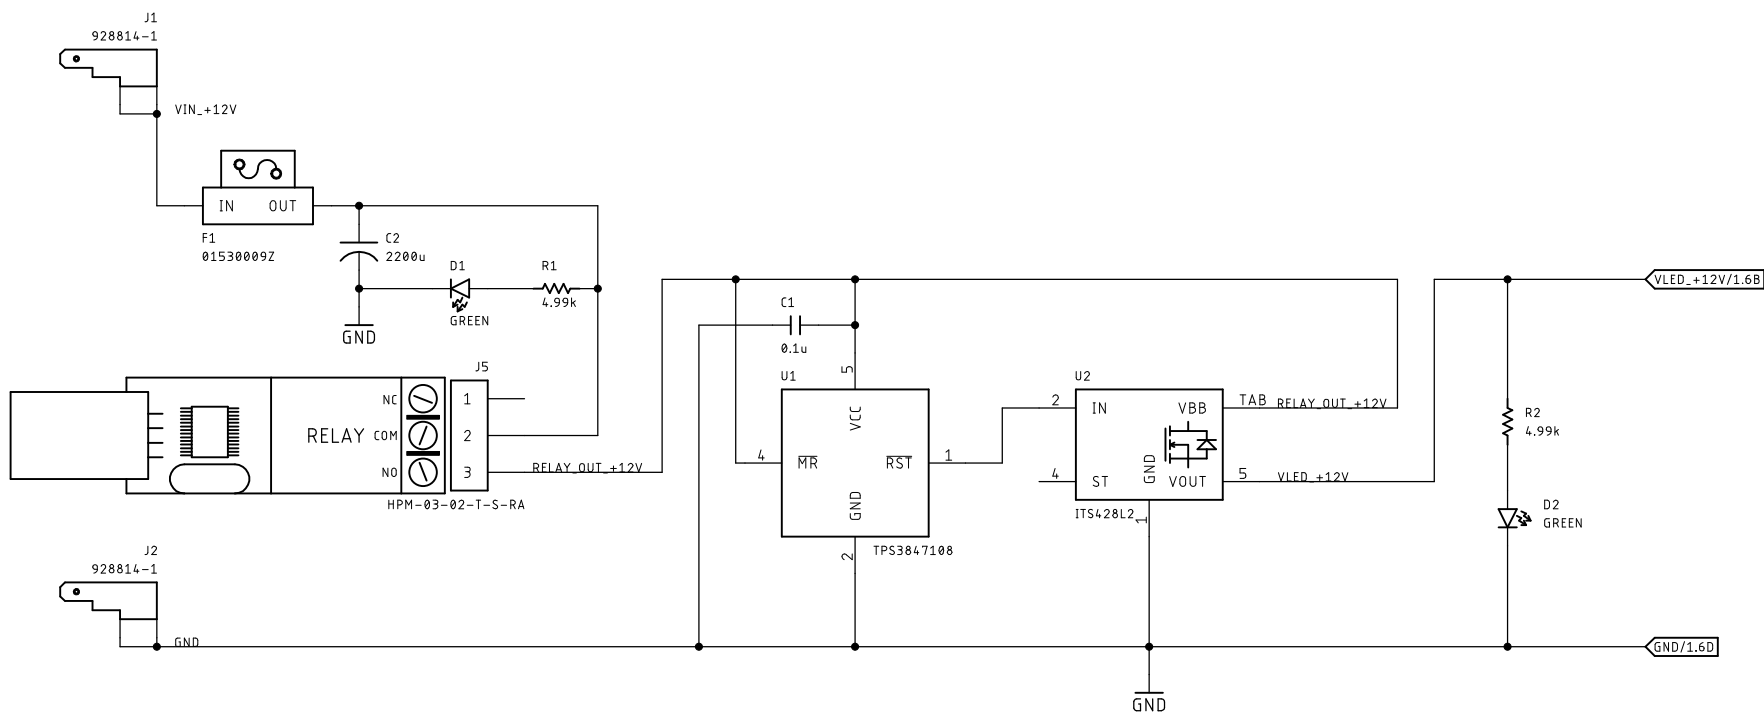 J1
928814-1
VIN_+12V
IN OUT
F1
01530009Z
C2
2200u
GND
D1
GREEN
R1
4.99k
RELAY
NC
COM
NO
J5
1
2
3
RELAY_OUT_+12V
HPM-03-02-T-S-RA
J2
928814-1
GND
C1
0.1u
U1
5
VCC
4
MR
RST
1
GND
2
TPS3847108
U2
2
IN
VBB
TAB
RELAY_OUT_+12V
4
ST
GND
VOUT
5
VLED_+12V
ITS428L2
1
GND
VLED_+12V/1.6B
R2
4.99k
D2
GREEN
GND/1.6D